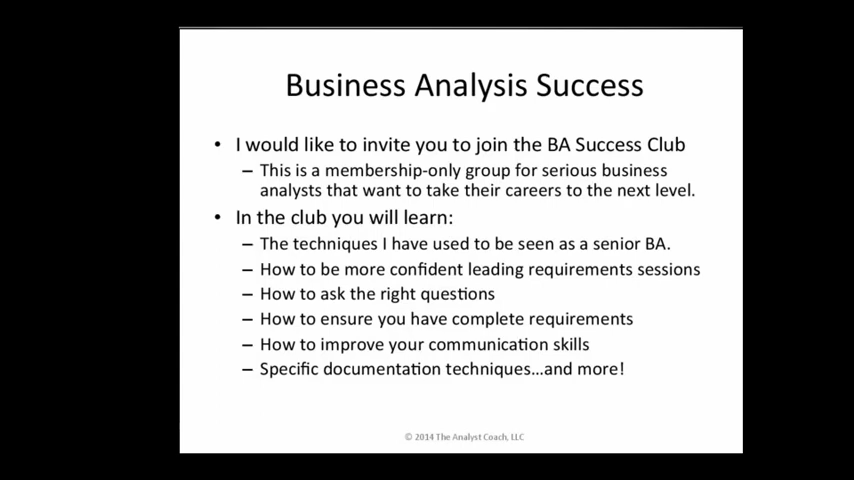 Business Analysis Success
• I would like to invite you to join the BA Success Club
– This is a membership-only group for serious business
analysts that want to take their careers to the next level.
• In the club you will learn:
– The techniques I have used to be seen as a senior BA.
– How to be more confident leading requirements sessions
– How to ask the right questions
– How to ensure you have complete requirements
– How to improve your communication skills
– Specific documentation techniques…and more!
© 2014 The Analyst Coach, LLC